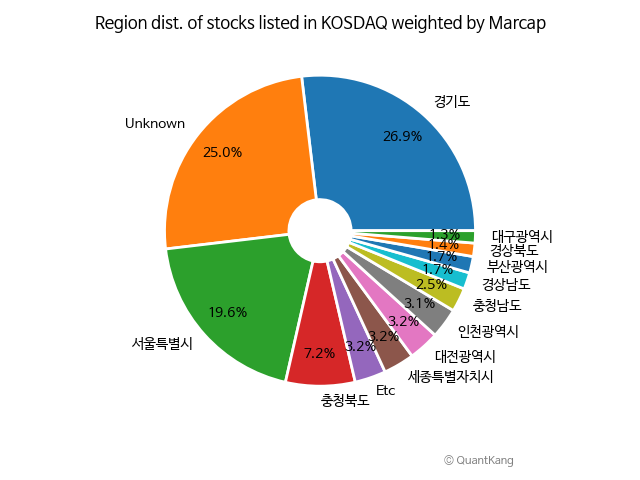 Region dist. of stocks listed in KOSDAQ weighted by Marcap
경기도
26.9%
Unknown
25.0%
서울특별시
19.6%
충청북도
7.2%
Etc
3.2%
세종특별자치시
3.2%
대전광역시
3.2%
인천광역시
3.1%
충청남도
2.5%
경상남도
1.7%
부산광역시
1.7%
경상북도
1.4%
대구광역시
1.3%
© QuantKang